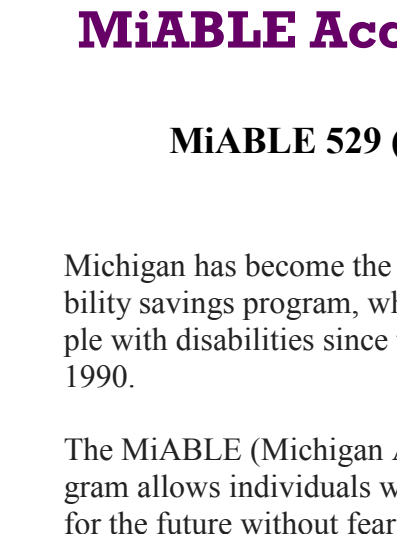 MiABLE Acc
MiABLE 529 (
Michigan has become the
bility savings program, wh
ple with disabilities since
1990.
The MiABLE (Michigan A
gram allows individuals w
for the future without fear